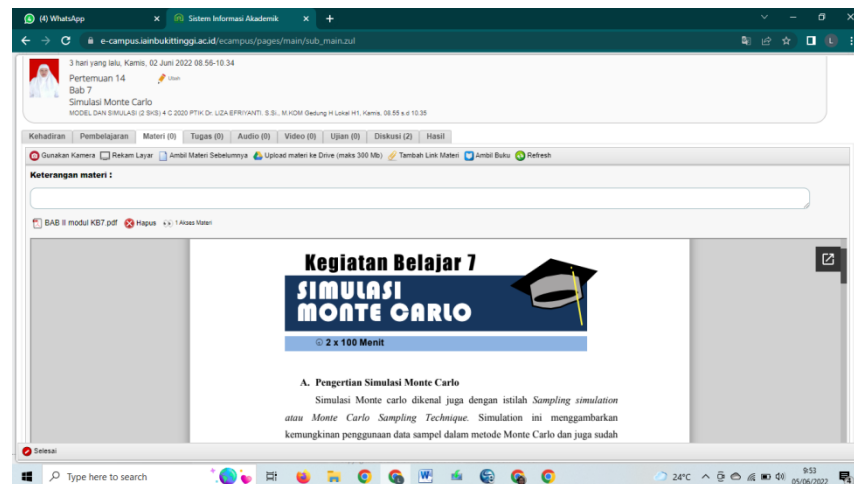 (4) WhatsApp
Sistem Informasi Akademik
e-campus.iainbukittinggi.ac.id/ecampus/pages/main/sub_main.zul
3 hari yang lalu, Kamis, 02 Juni 2022 08.56-10.34
Pertemuan 14 Ubah
Bab 7
Simulasi Monte Carlo
MODEL DAN SIMULASI (2 SKS) 4 C 2020 PTIK Dr. LIZA EFRIYANTI, S.Si., M.KOM Gedung H Lokal H1, Kamis, 08.55 s.d 10.35
Kehadiran Pembelajaran Materi (0) Tugas (0) Audio (0) Video (0) Ujian (0) Diskusi (2) Hasil
Gunakan Kamera Rekam Layar Ambil Materi Sebelumnya Upload materi ke Drive (maks 300 Mb) Tambah Link Materi Ambil Buku Refresh
Keterangan materi :
BAB II modul KB7.pdf Hapus 1 Akses Materi
Kegiatan Belajar 7
SIMULASI
MONTE CARLO
2 x 100 Menit
A. Pengertian Simulasi Monte Carlo
Simulasi Monte carlo dikenal juga dengan istilah Sampling simulation
atau Monte Carlo Sampling Technique. Simulation ini menggambarkan
kemungkinan penggunaan data sampel dalam metode Monte Carlo dan juga sudah
Selesai
Type here to search
24°C
9:53
05/06/2022